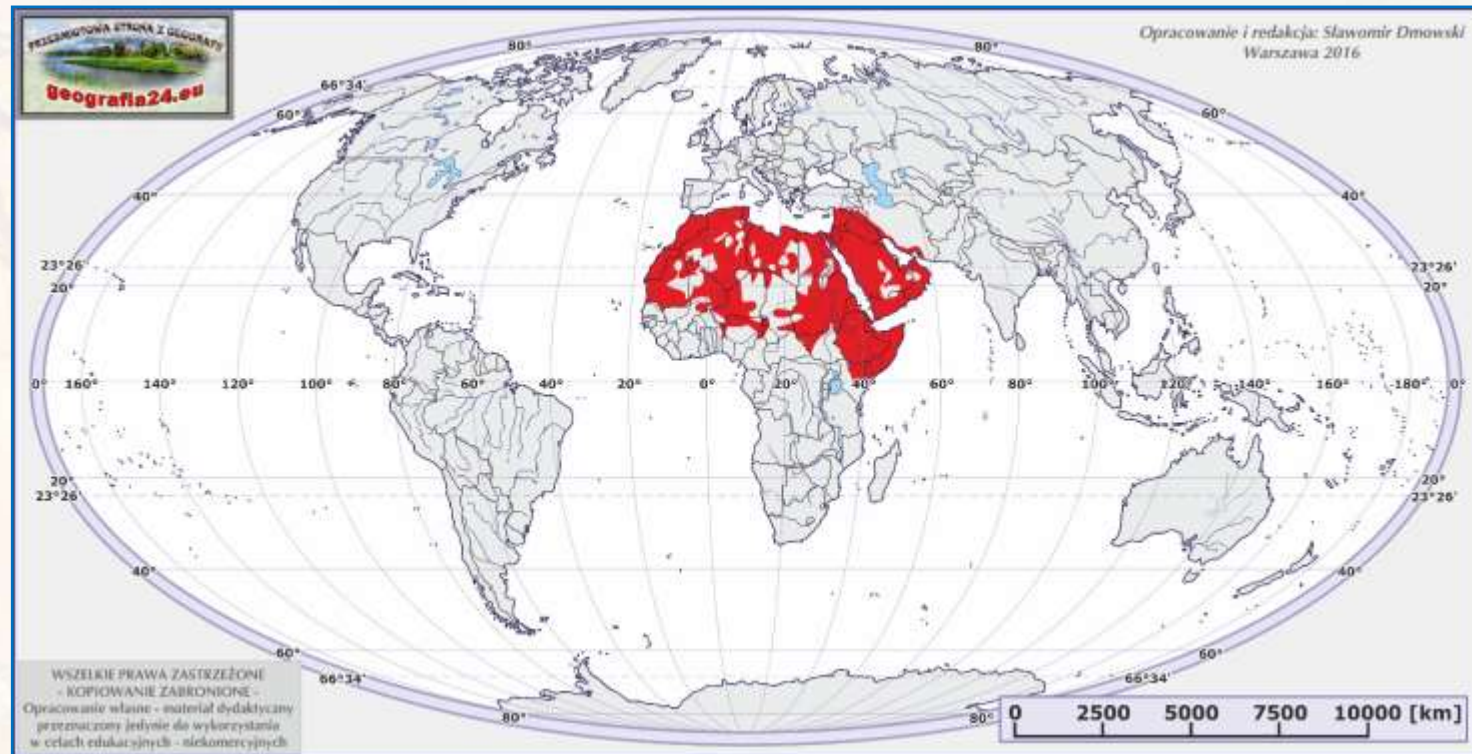 PRZEDMIOTOWA STRONA Z GEOGRAFII
geografia24.eu
Opracowanie i redakcja: Sławomir Dmowski
Warszawa 2016
80° 80°
66°34'
60° 60°
40° 40°
23°26' 23°26'
20° 20°
0° 160° 140° 120° 100° 80° 60° 40° 20° 0° 20° 40° 60° 80° 100° 120° 140° 160° 180° 0°
20° 20°
23°26' 23°26'
40° 40°
60° 60°
66°34' 66°34'
80° 80°
WSZELKIE PRAWA ZASTRZEŻONE
- KOPIOWANIE ZABRONIONE -
Opracowanie własne - materiał dydaktyczny
przeznaczony jedynie do wykorzystania
w celach edukacyjnych - niekomercyjnych
0 2500 5000 7500 10000 [km]